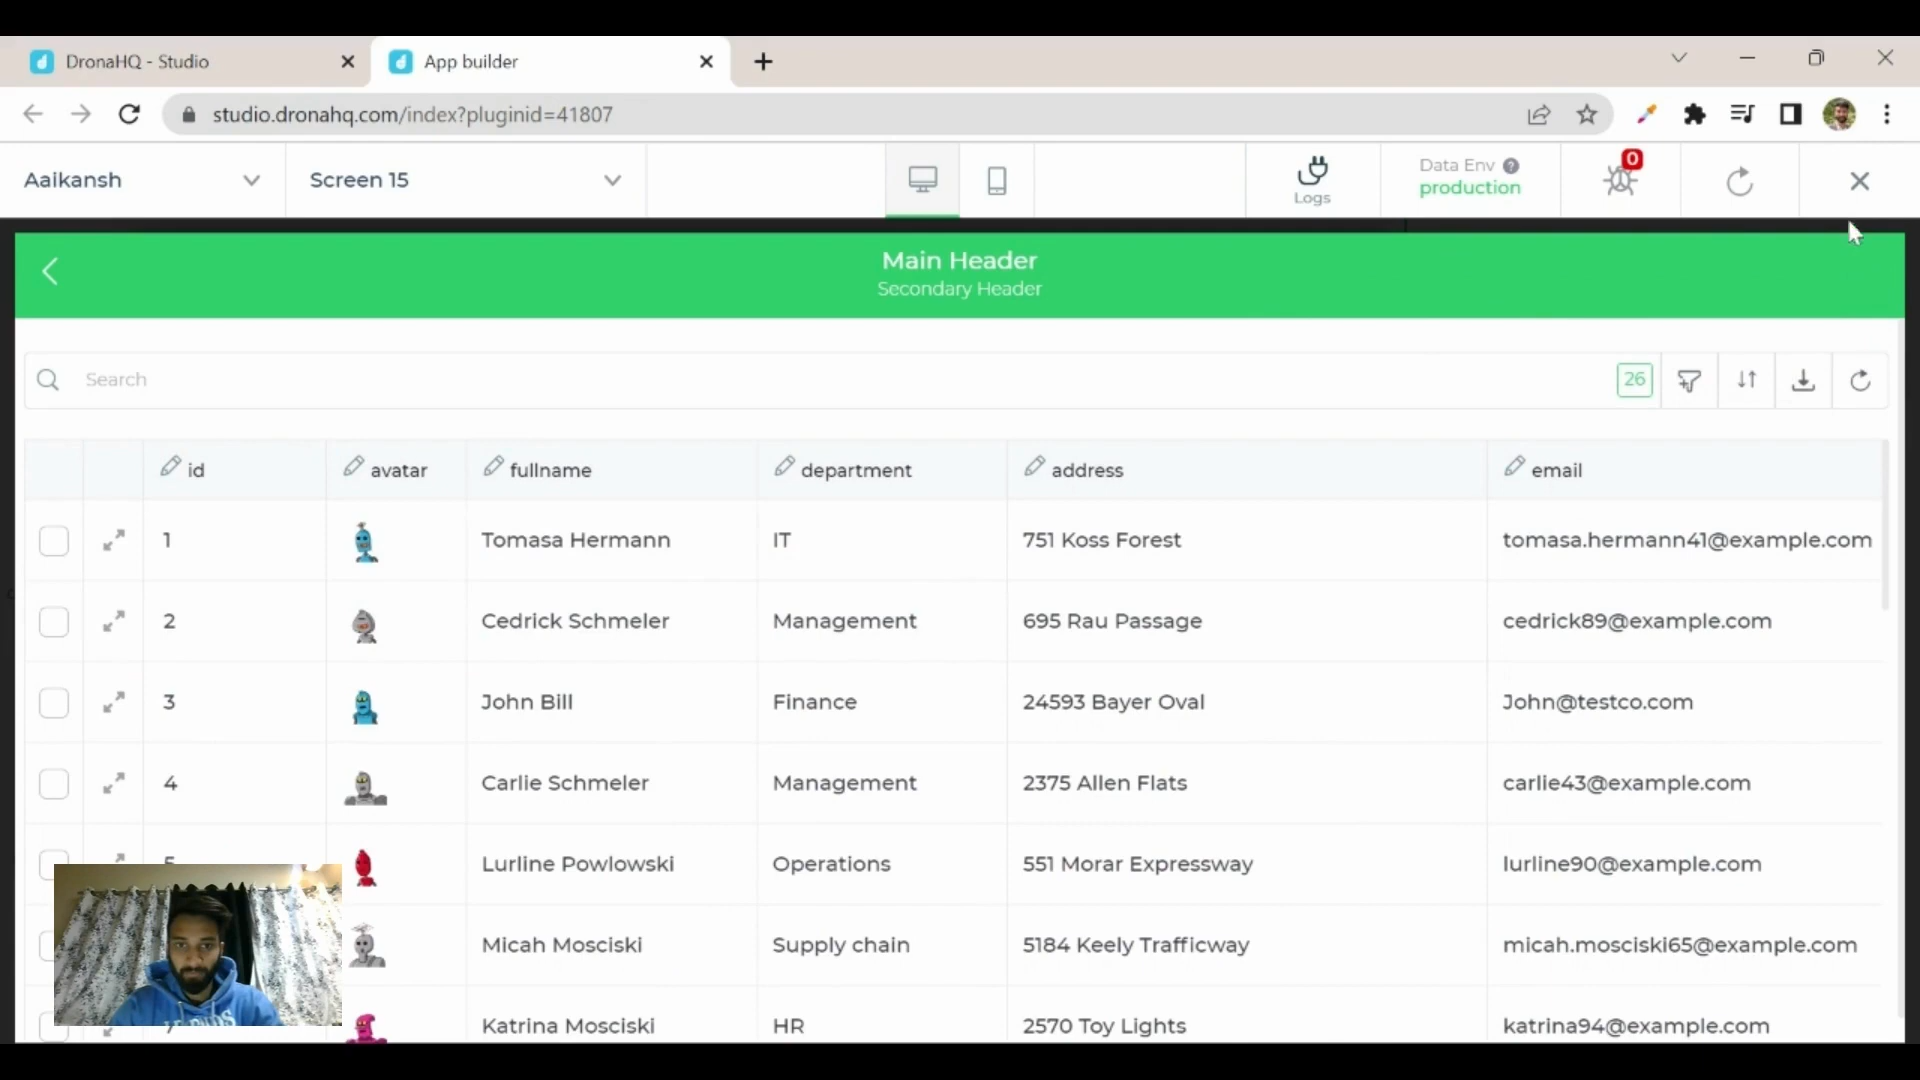 DronaHQ - Studio
App builder
studio.dronahq.com/index?pluginid=41807
Aaikansh
Screen 15
Logs
Data Env
production
0
Main Header
Secondary Header
Search
26
id avatar fullname department address email
1 Tomasa Hermann IT 751 Koss Forest tomasa.hermann41@example.com
2 Cedrick Schmeler Management 695 Rau Passage cedrick89@example.com
3 John Bill Finance 24593 Bayer Oval John@testco.com
4 Carlie Schmeler Management 2375 Allen Flats carlie43@example.com
Lurline Powlowski Operations 551 Morar Expressway lurline90@example.com
Micah Mosciski Supply chain 5184 Keely Trafficway micah.mosciski65@example.com
Katrina Mosciski HR 2570 Toy Lights katrina94@example.com